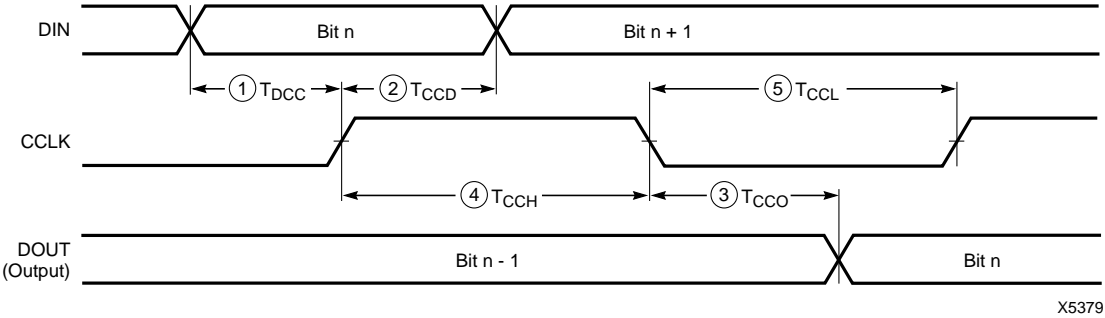 DIN
Bit n
Bit n + 1
1 TDCC
2 TCCD
5 TCCL
CCLK
4 TCCH
3 TCCO
DOUT
(Output)
Bit n - 1
Bit n
X5379